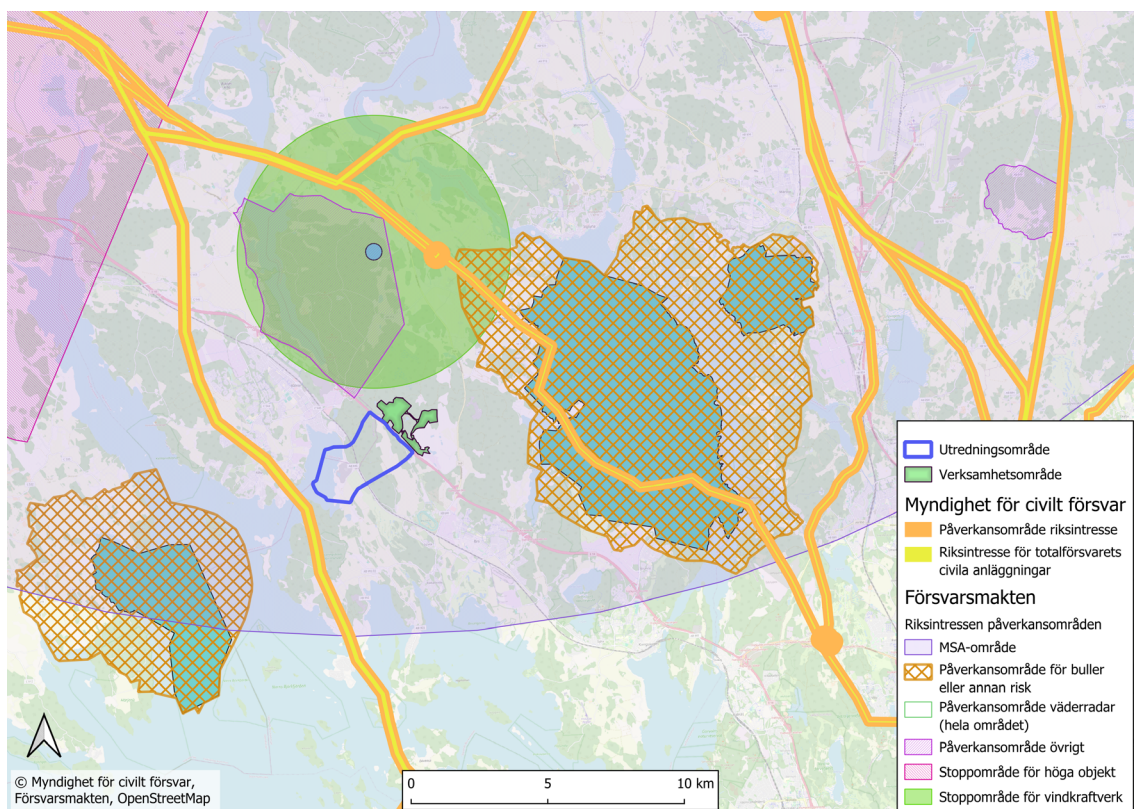 Utredningsområde
Verksamhetsområde
Myndighet för civilt försvar
Påverkansområde riksintresse
Riksintresse för totalförsvarets
civila anläggningar
Försvarsmakten
Riksintressen påverkansområden
MSA-område
Påverkansområde för buller
eller annan risk
Påverkansområde väderradar
(hela området)
Påverkansområde övrigt
Stoppområde för höga objekt
Stoppområde för vindkraftverk
© Myndighet för civilt försvar,
Försvarsmakten, OpenStreetMap
0 5 10 km